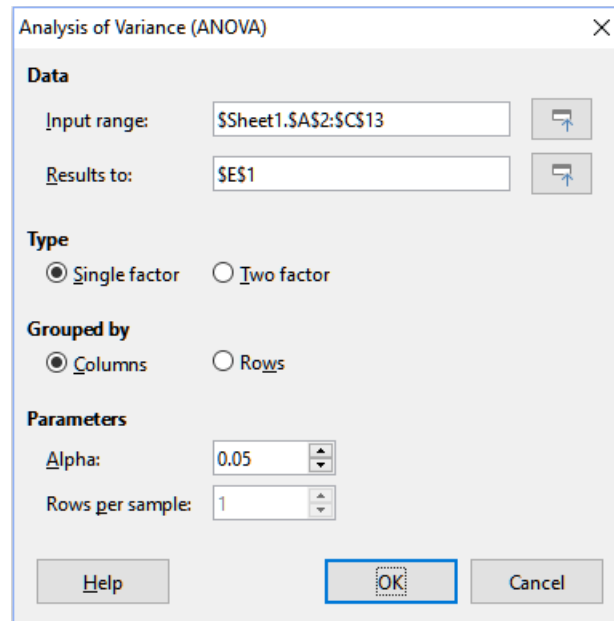 Analysis of Variance (ANOVA)
Data
Input range: $Sheet1.$A$2:$C$13
Results to: $E$1
Type
Single factor Two factor
Grouped by
Columns Rows
Parameters
Alpha: 0.05
Rows per sample: 1
Help OK Cancel